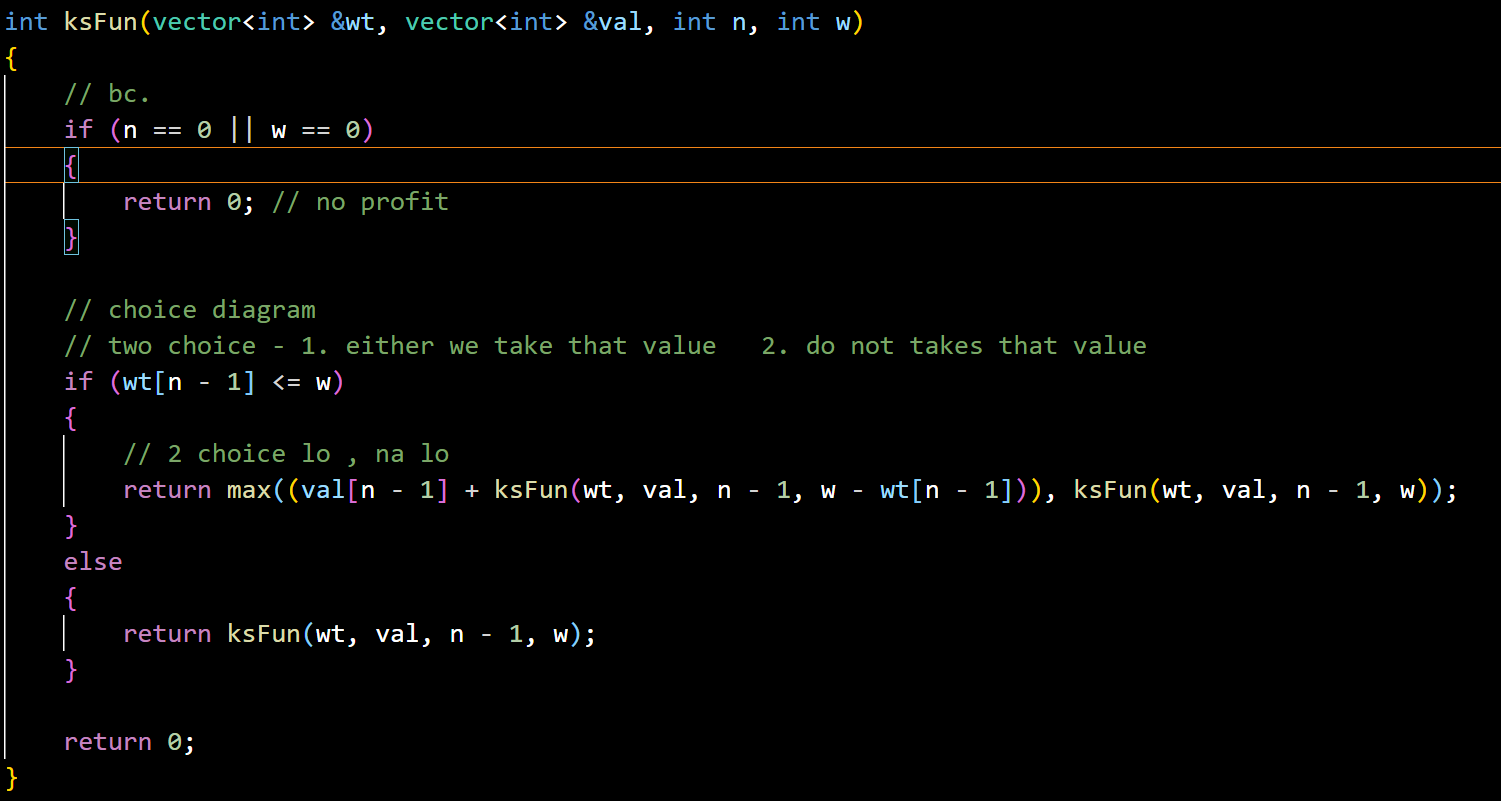 int ksFun(vector<int> &wt, vector<int> &val, int n, int w)
{
    // bc.
    if (n == 0 || w == 0)
    {
        return 0; // no profit
    }

    // choice diagram
    // two choice - 1. either we take that value   2. do not takes that value
    if (wt[n - 1] <= w)
    {
        // 2 choice lo , na lo
        return max((val[n - 1] + ksFun(wt, val, n - 1, w - wt[n - 1])), ksFun(wt, val, n - 1, w));
    }
    else
    {
        return ksFun(wt, val, n - 1, w);
    }

    return 0;
}